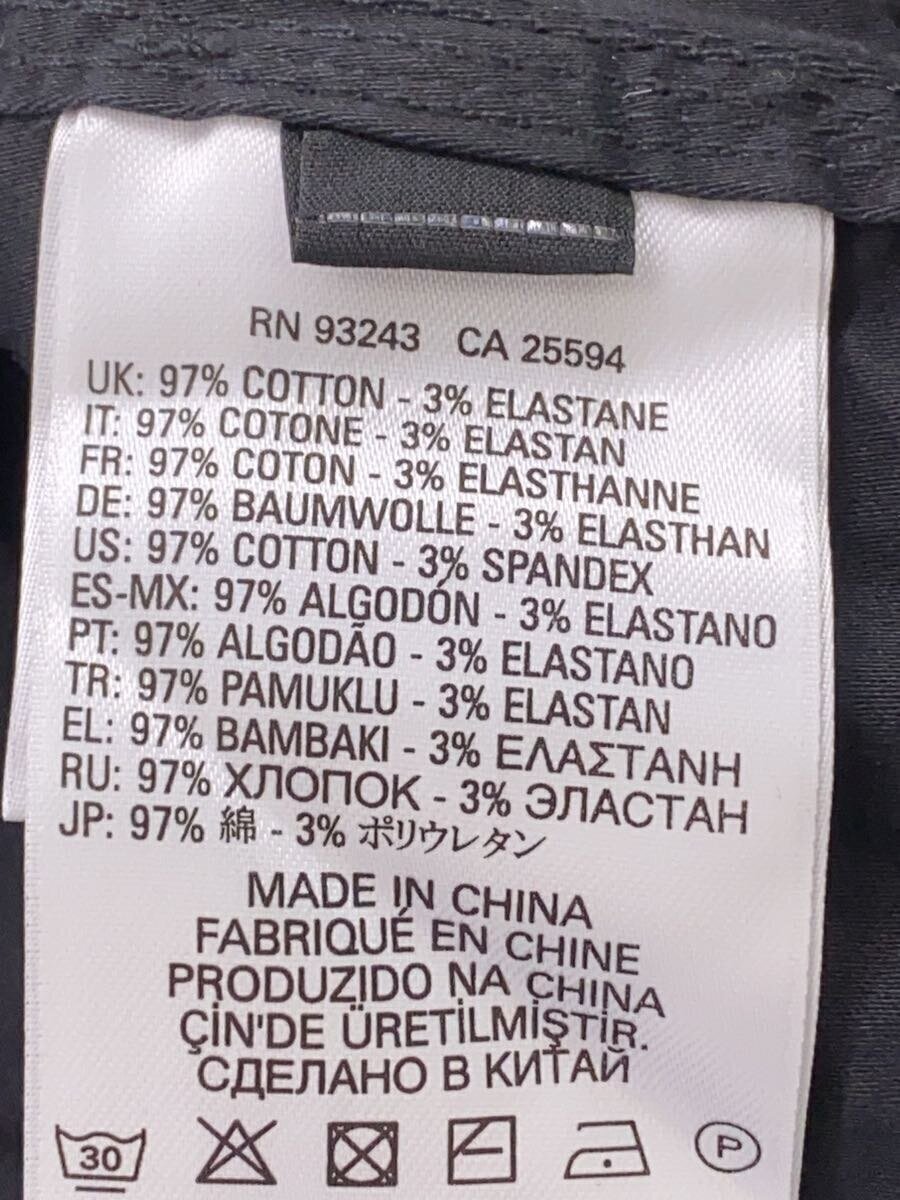 RN 93243 CA 25594
UK: 97% COTTON - 3% ELASTANE
IT: 97% COTONE - 3% ELASTAN
FR: 97% COTON - 3% ELASTHANNE
DE: 97% BAUMWOLLE - 3% ELASTHAN
US: 97% COTTON - 3% SPANDEX
ES-MX: 97% ALGODÓN - 3% ELASTANO
PT: 97% ALGODÃO - 3% ELASTANO
TR: 97% PAMUKLU - 3% ELASTAN
EL: 97% BAMBAKI - 3% ΕΛΑΣΤΑΝΗ
RU: 97% ХЛОПОК - 3% ЭЛАСТАН
JP: 97% 綿 - 3% ポリウレタン
MADE IN CHINA
FABRIQUÉ EN CHINE
PRODUZIDO NA CHINA
ÇİN'DE ÜRETİLMİŞTİR.
СДЕЛАНО В КИТАЙ
30 P